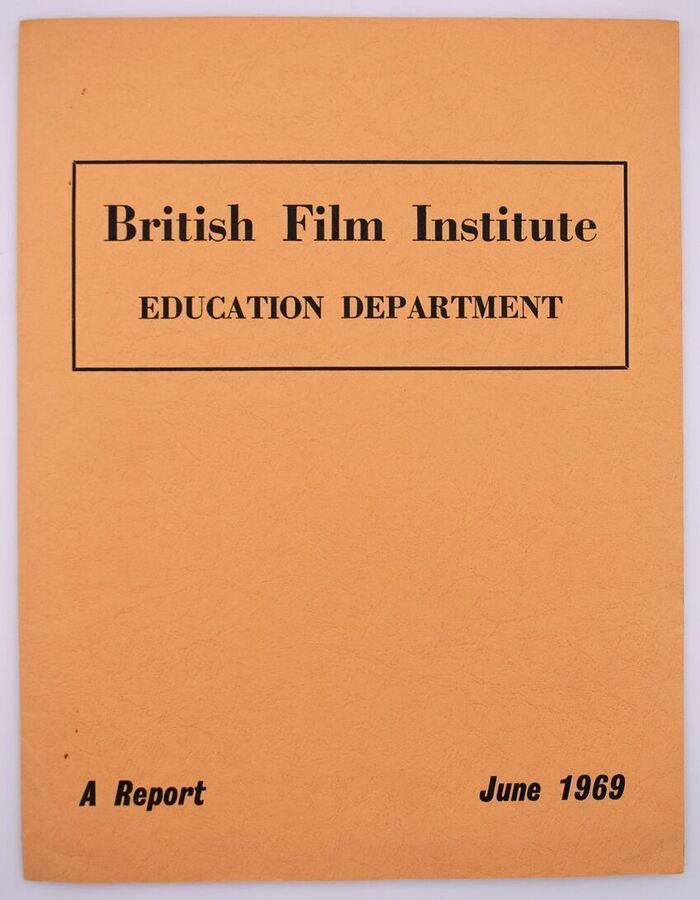 British Film Institute
EDUCATION DEPARTMENT
A Report
June 1969